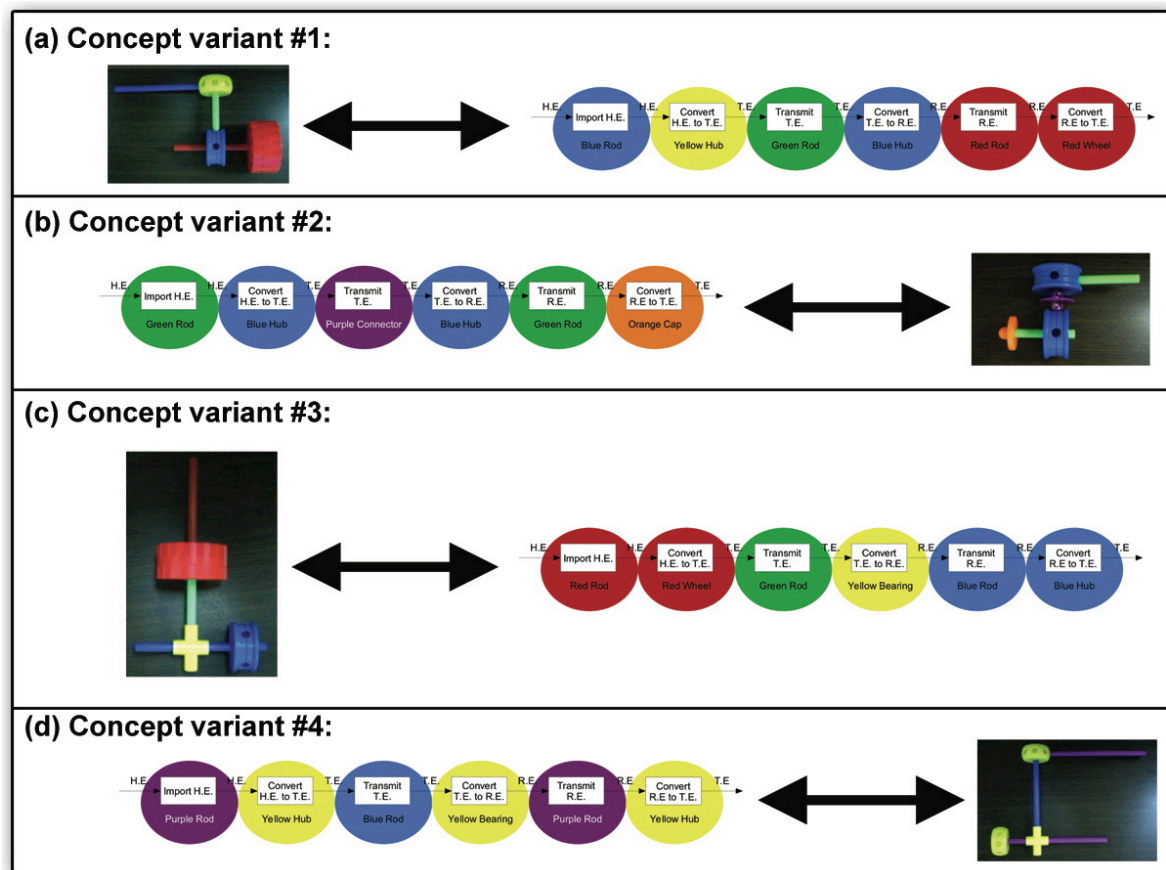 (a) Concept variant #1:
H.E. H.E. T.E. T.E. R.E. R.E. T.E
Import H.E.
Convert
H.E. to T.E.
Transmit
T.E.
Convert
T.E. to R.E.
Transmit
R.E.
Convert
R.E to T.E.
Blue Rod
Yellow Hub
Green Rod
Blue Hub
Red Rod
Red Wheel
(b) Concept variant #2:
H.E. H.E. T.E. T.E. R.E. R.E. T.E
Import H.E.
Convert
H.E. to T.E.
Transmit
T.E.
Convert
T.E. to R.E.
Transmit
R.E.
Convert
R.E to T.E.
Green Rod
Blue Hub
Purple Connector
Blue Hub
Green Rod
Orange Cap
(c) Concept variant #3:
H.E. H.E. T.E. T.E. R.E. R.E. T.E
Import H.E.
Convert
H.E. to T.E.
Transmit
T.E.
Convert
T.E. to R.E.
Transmit
R.E.
Convert
R.E to T.E.
Red Rod
Red Wheel
Green Rod
Yellow Bearing
Blue Rod
Blue Hub
(d) Concept variant #4:
H.E. H.E. T.E. T.E. R.E. R.E. T.E
Import H.E.
Convert
H.E. to T.E.
Transmit
T.E.
Convert
T.E. to R.E.
Transmit
R.E.
Convert
R.E to T.E.
Purple Rod
Yellow Hub
Blue Rod
Yellow Bearing
Purple Rod
Yellow Hub